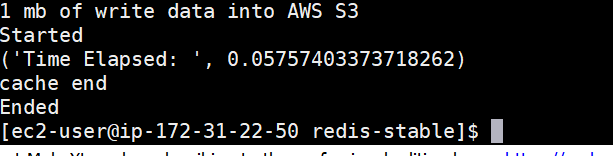 1 mb of write data into AWS S3
Started
('Time Elapsed: ', 0.05757403373718262)
cache end
Ended
[ec2-user@ip-172-31-22-50 redis-stable]$